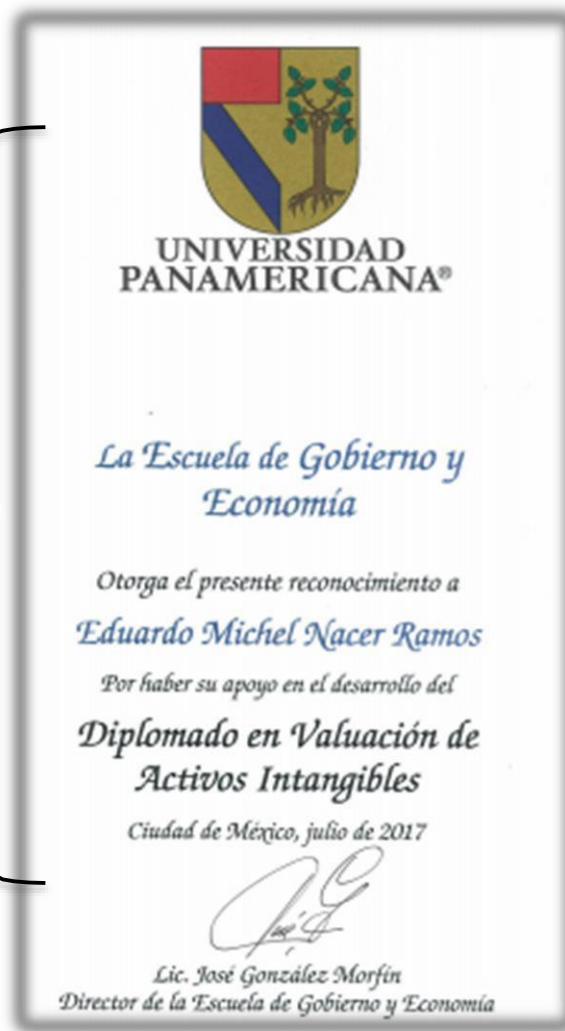 UNIVERSIDAD
PANAMERICANA®
La Escuela de Gobierno y
Economía
Otorga el presente reconocimiento a
Eduardo Michel Nacer Ramos
Por haber su apoyo en el desarrollo del
Diplomado en Valuación de
Activos Intangibles
Ciudad de México, julio de 2017
Lic. José González Morfín
Director de la Escuela de Gobierno y Economía